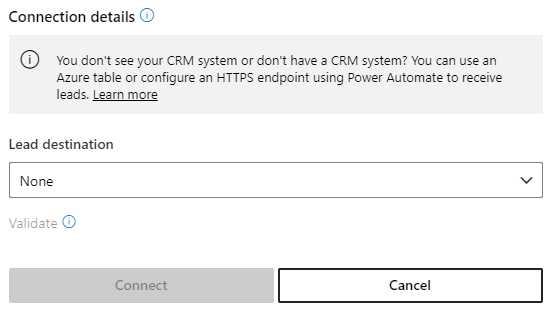 Connection details
You don't see your CRM system or don't have a CRM system? You can use an
Azure table or configure an HTTPS endpoint using Power Automate to receive
leads. Learn more
Lead destination
None
Validate
Connect
Cancel